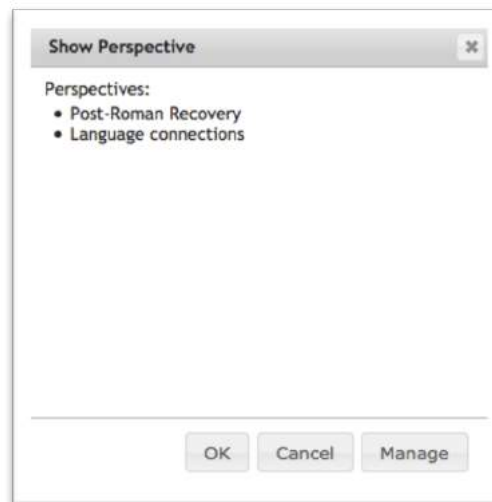 Show Perspective
Perspectives:
• Post-Roman Recovery
• Language connections
OK Cancel Manage